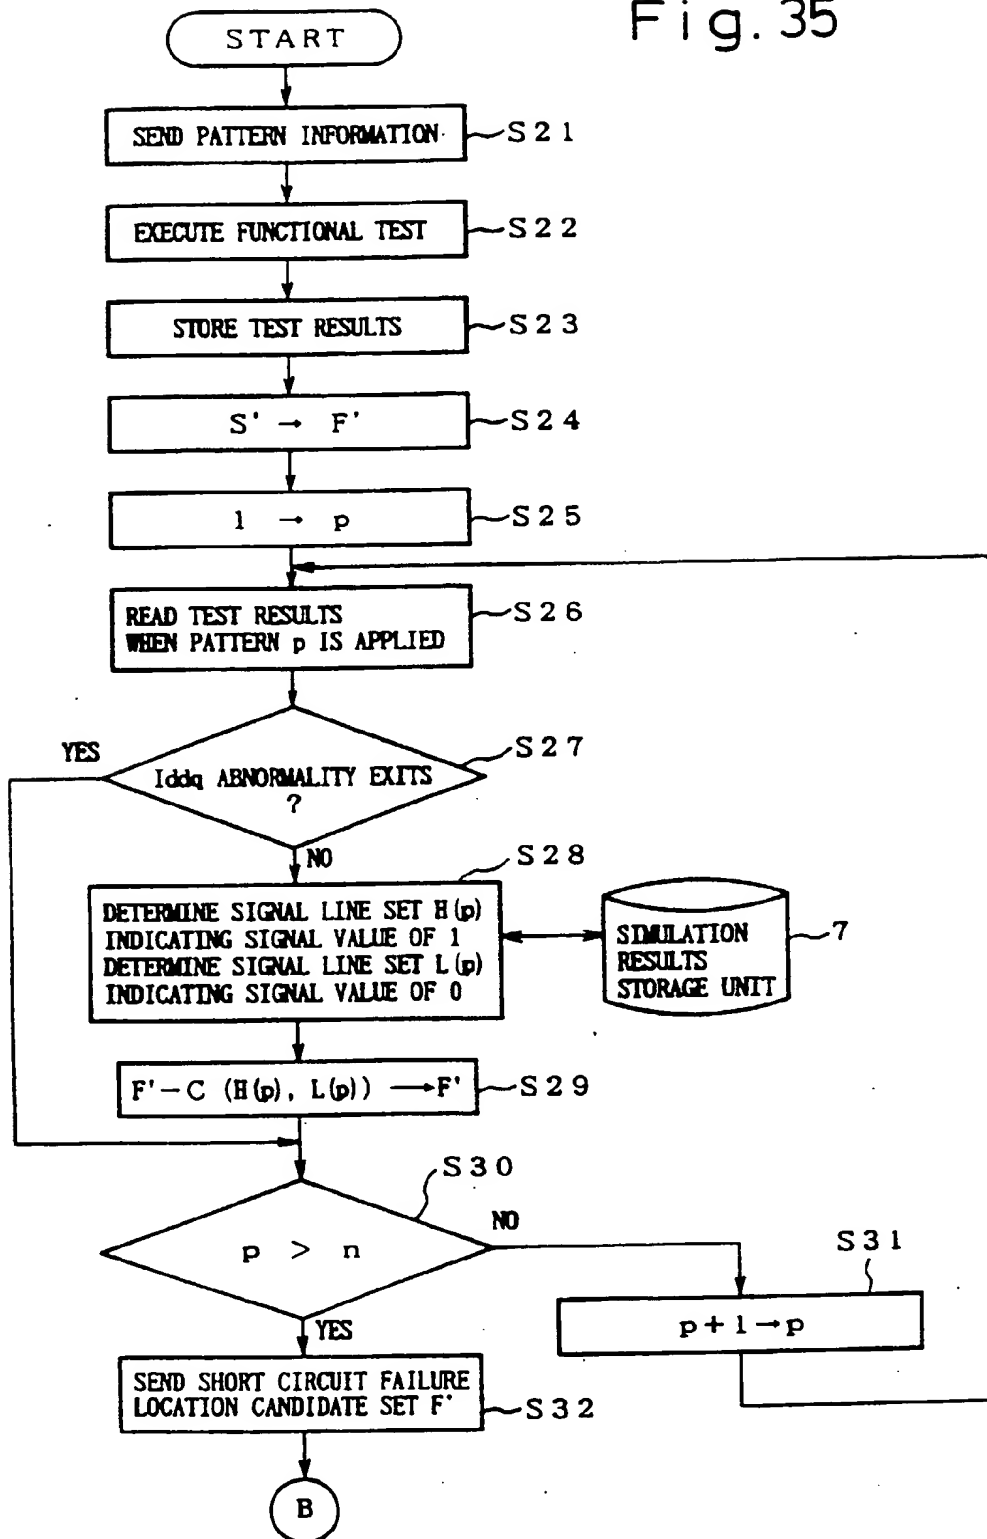 Fig. 35
START
SEND PATTERN INFORMATION
S21
EXECUTE FUNCTIONAL TEST
S22
STORE TEST RESULTS
S23
S' → F'
S24
1 → p
S25
READ TEST RESULTS
WHEN PATTERN p IS APPLIED
S26
YES
Iddq ABNORMALITY EXITS
?
S27
NO
S28
DETERMINE SIGNAL LINE SET H(p)
INDICATING SIGNAL VALUE OF 1
DETERMINE SIGNAL LINE SET L(p)
INDICATING SIGNAL VALUE OF 0
SIMULATION
RESULTS
STORAGE UNIT
7
F'-C (H(p), L(p)) →F'
S29
S30
p > n
NO
S31
p+1→p
YES
SEND SHORT CIRCUIT FAILURE
LOCATION CANDIDATE SET F'
S32
B